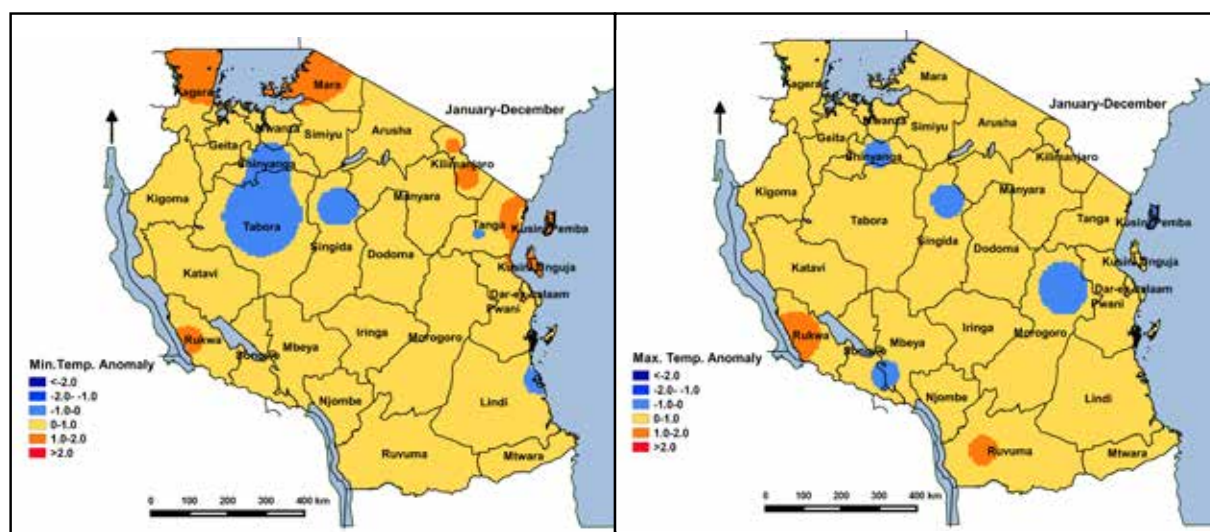 Kagera
Mara
January-December
Mwanza
Simiyu
Arusha
Geita
Shinyanga
Kilimanjaro
Kigoma
Manyara
Tabora
Tanga
Kusini Pemba
Singida
Dodoma
Kusini Unguja
Katavi
Dar-es-salaam
Pwani
Iringa
Rukwa
Morogoro
Mbeya
Songwe
Min.Temp. Anomaly
<-2.0
-2.0- -1.0
-1.0-0
0-1.0
1.0-2.0
>2.0
Njombe
Lindi
Ruvuma
Mtwara
0 100 200 300 400 km
Kagera
Mara
January-December
Mwanza
Simiyu
Arusha
Geita
Shinyanga
Kilimanjaro
Kigoma
Manyara
Tabora
Tanga
Kusini Pemba
Singida
Dodoma
Kusini Unguja
Katavi
Dar-es-salaam
Pwani
Iringa
Rukwa
Morogoro
Mbeya
Songwe
Max. Temp. Anomaly
<-2.0
-2.0- -1.0
-1.0-0
0-1.0
1.0-2.0
>2.0
Njombe
Lindi
Ruvuma
Mtwara
0 100 200 300 400 km